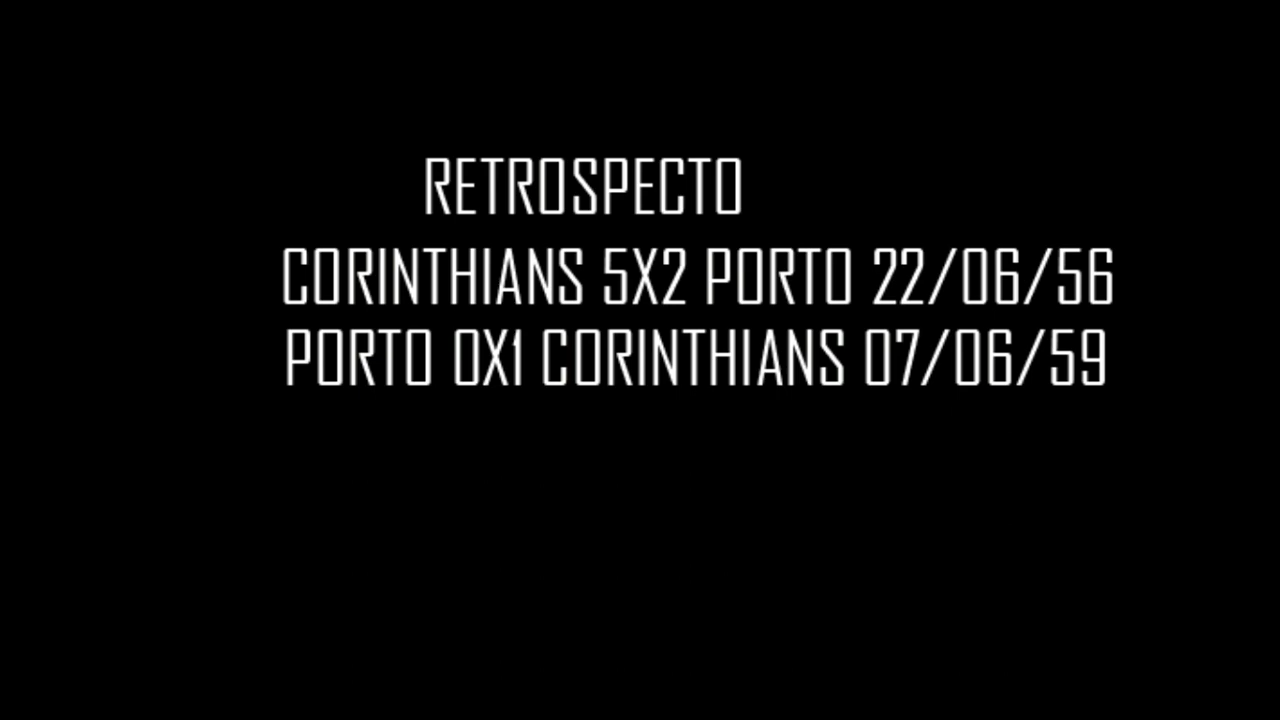 RETROSPECTO
CORINTHIANS 5X2 PORTO 22/06/56
PORTO 0X1 CORINTHIANS 07/06/59